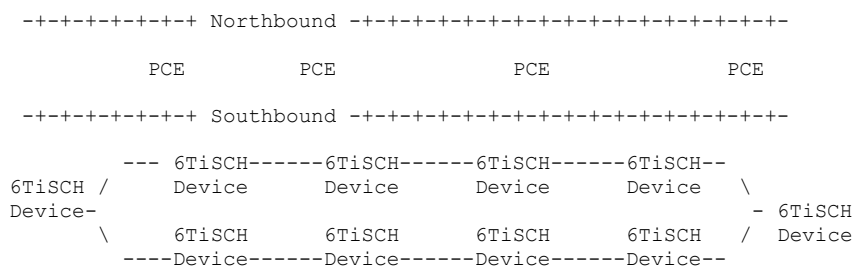 -+-+-+-+-+-+ Northbound -+-+-+-+-+-+-+-+-+-+-+-+-+-+-
PCE PCE PCE PCE
-+-+-+-+-+-+ Southbound -+-+-+-+-+-+-+-+-+-+-+-+-+-+-
--- 6TiSCH------6TiSCH------6TiSCH------6TiSCH--
6TiSCH / Device Device Device Device \
Device- - 6TiSCH
\ 6TiSCH 6TiSCH 6TiSCH 6TiSCH / Device
----Device------Device------Device------Device--